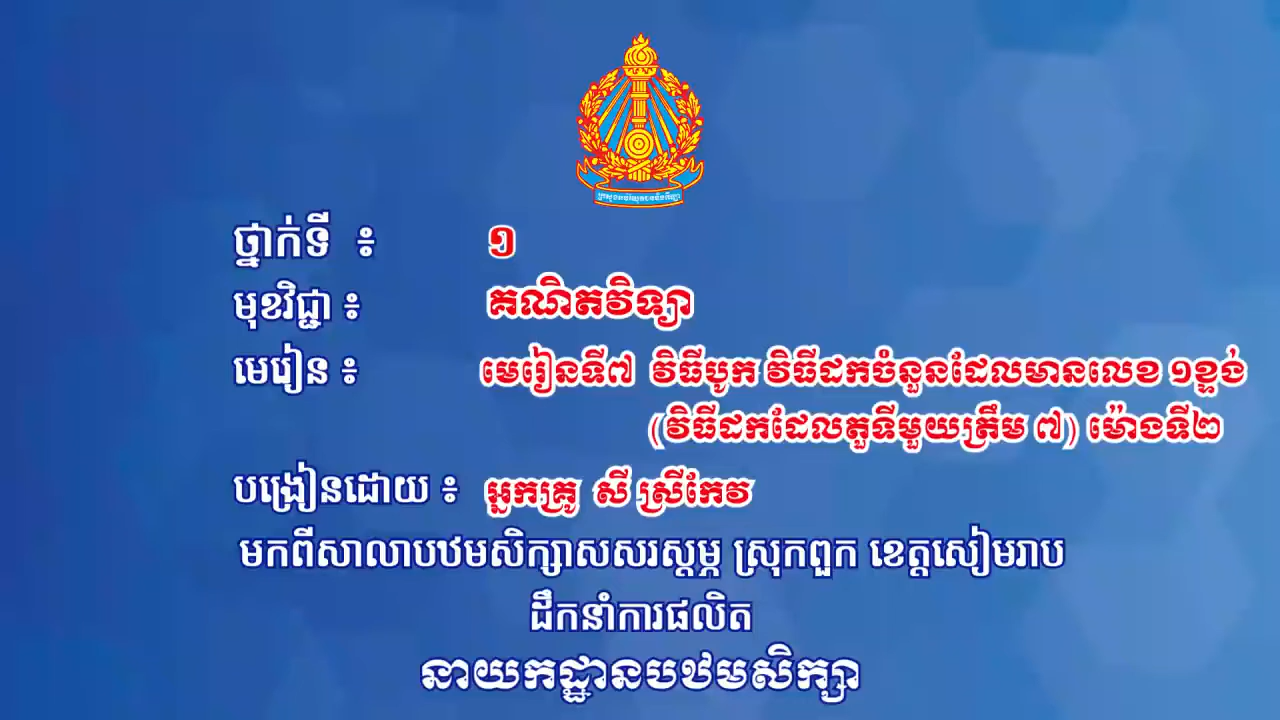 ថ្នាក់ទី ៖ ១
មុខវិជ្ជា ៖ គណិតវិទ្យា
មេរៀន ៖ មេរៀនទី៧ វិធីបូក វិធីដកចំនួនដែលមានលេខ ១ខ្ទង់
(វិធីដកដែលតួទីមួយត្រឹម ៧) ម៉ោងទី២
បង្រៀនដោយ ៖ អ្នកគ្រូ សី ស្រីកែវ
មកពីសាលាបឋមសិក្សាសសរស្តម្ភ ស្រុកពួក ខេត្តសៀមរាប
ដឹកនាំការផលិត
នាយកដ្ឋានបឋមសិក្សា